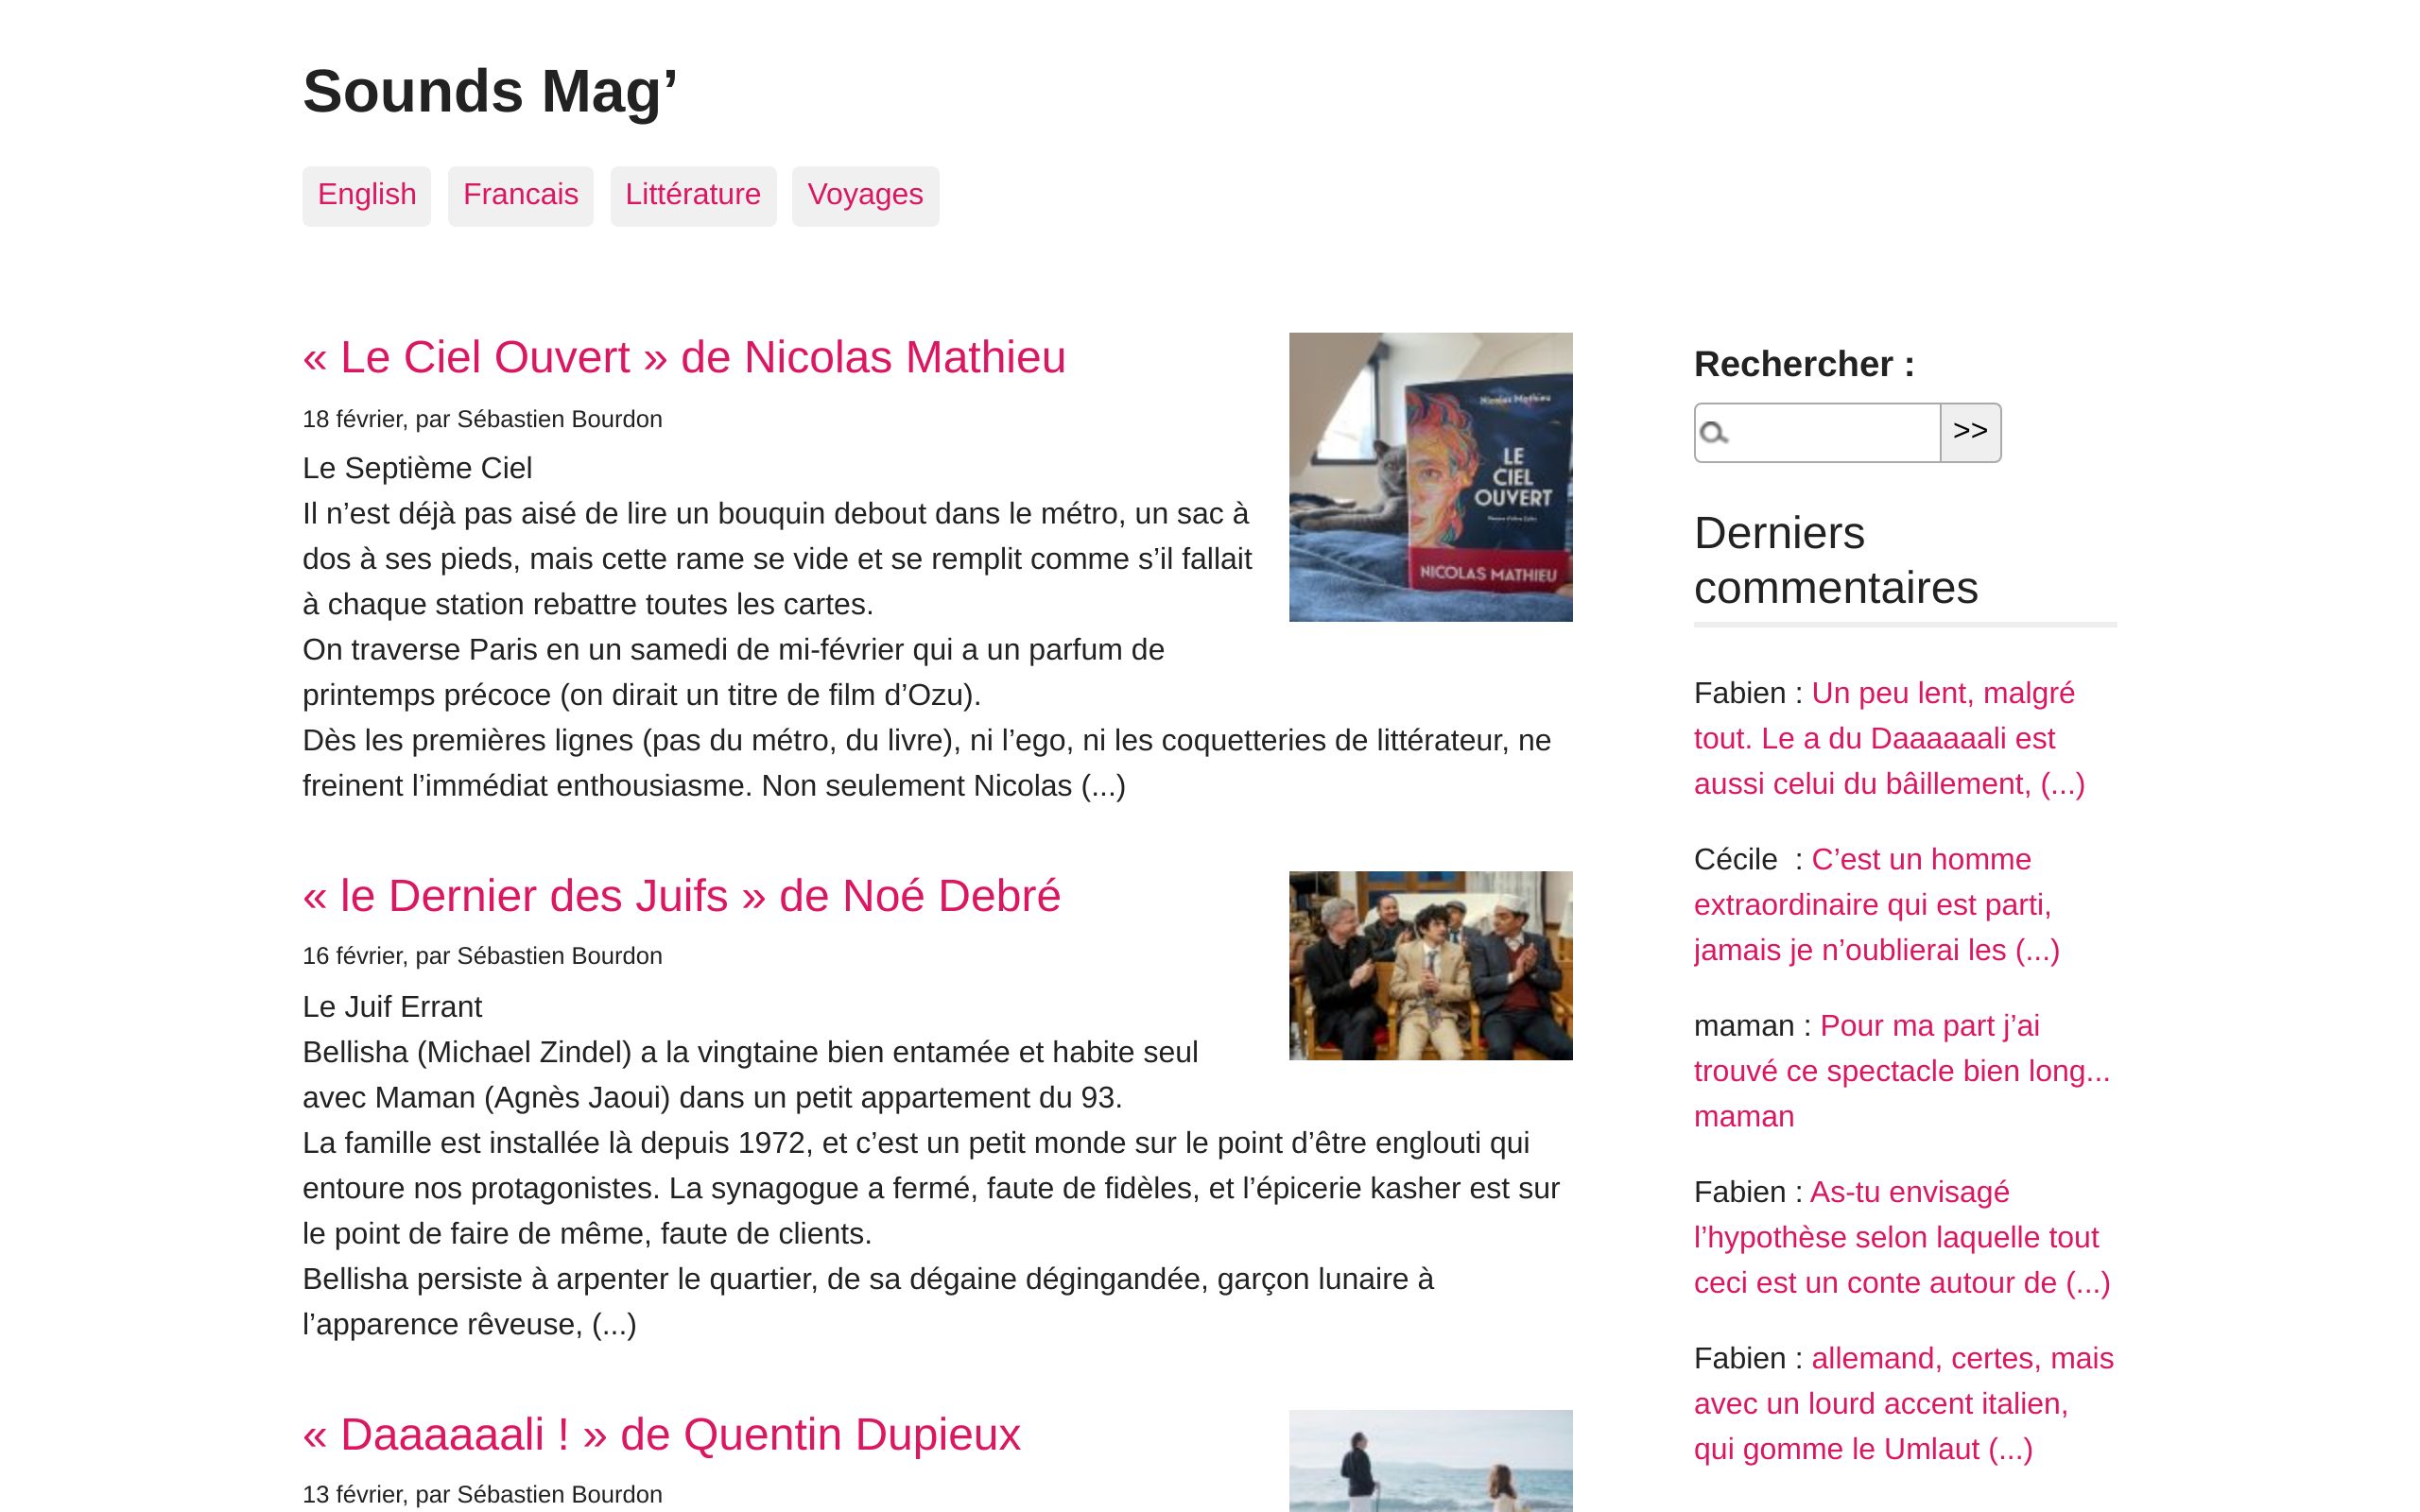 Sounds Mag’
English Francais Littérature Voyages
« Le Ciel Ouvert » de Nicolas Mathieu
18 février, par Sébastien Bourdon
Le Septième Ciel
Il n’est déjà pas aisé de lire un bouquin debout dans le métro, un sac à
dos à ses pieds, mais cette rame se vide et se remplit comme s’il fallait
à chaque station rebattre toutes les cartes.
On traverse Paris en un samedi de mi-février qui a un parfum de
printemps précoce (on dirait un titre de film d’Ozu).
Dès les premières lignes (pas du métro, du livre), ni l’ego, ni les coquetteries de littérateur, ne
freinent l’immédiat enthousiasme. Non seulement Nicolas (...)
Nicolas Mathieu
LE
CIEL
OUVERT
NICOLAS MATHIEU
« le Dernier des Juifs » de Noé Debré
16 février, par Sébastien Bourdon
Le Juif Errant
Bellisha (Michael Zindel) a la vingtaine bien entamée et habite seul
avec Maman (Agnès Jaoui) dans un petit appartement du 93.
La famille est installée là depuis 1972, et c’est un petit monde sur le point d’être englouti qui
entoure nos protagonistes. La synagogue a fermé, faute de fidèles, et l’épicerie kasher est sur
le point de faire de même, faute de clients.
Bellisha persiste à arpenter le quartier, de sa dégaine dégingandée, garçon lunaire à
l’apparence rêveuse, (...)
« Daaaaaali ! » de Quentin Dupieux
13 février, par Sébastien Bourdon
Rechercher :
>>
Derniers
commentaires
Fabien : Un peu lent, malgré
tout. Le a du Daaaaaali est
aussi celui du bâillement, (...)
Cécile  : C’est un homme
extraordinaire qui est parti,
jamais je n’oublierai les (...)
maman : Pour ma part j’ai
trouvé ce spectacle bien long...
maman
Fabien : As-tu envisagé
l’hypothèse selon laquelle tout
ceci est un conte autour de (...)
Fabien : allemand, certes, mais
avec un lourd accent italien,
qui gomme le Umlaut (...)